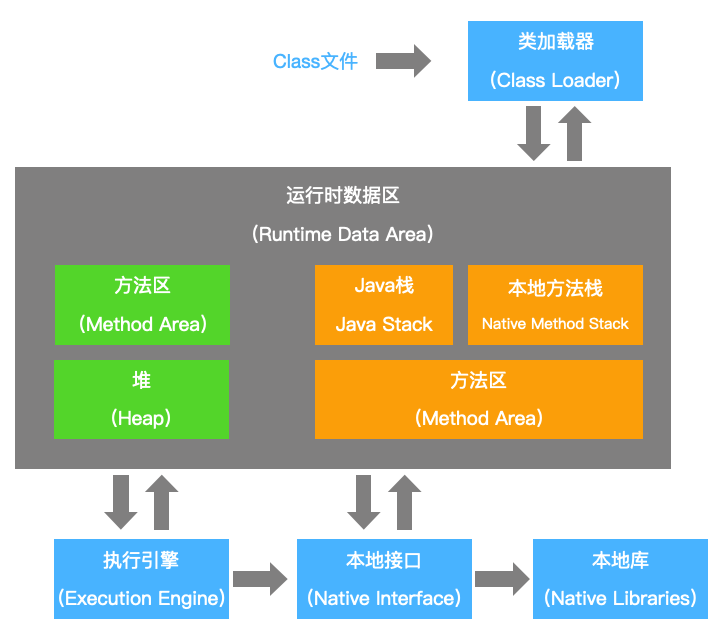 Class文件
类加载器
（Class Loader）
运行时数据区
（Runtime Data Area）
方法区
（Method Area）
Java栈
Java Stack
本地方法栈
Native Method Stack
堆
（Heap）
方法区
（Method Area）
执行引擎
（Execution Engine）
本地接口
（Native Interface）
本地库
（Native Libraries）